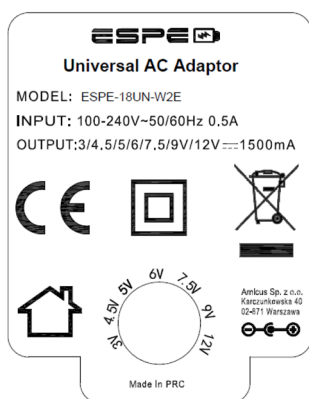 ESPE
Universal AC Adaptor
MODEL: ESPE-18UN-W2E
INPUT: 100-240V~50/60Hz 0.5A
OUTPUT:3/4.5/5/6/7.5/9V/12V⎓1500mA
CE
3V 4.5V 5V 6V 7.5V 9V 12V
Amicus Sp. z o.o.
Karczunkowska 40
02-871 Warszawa
Made In PRC